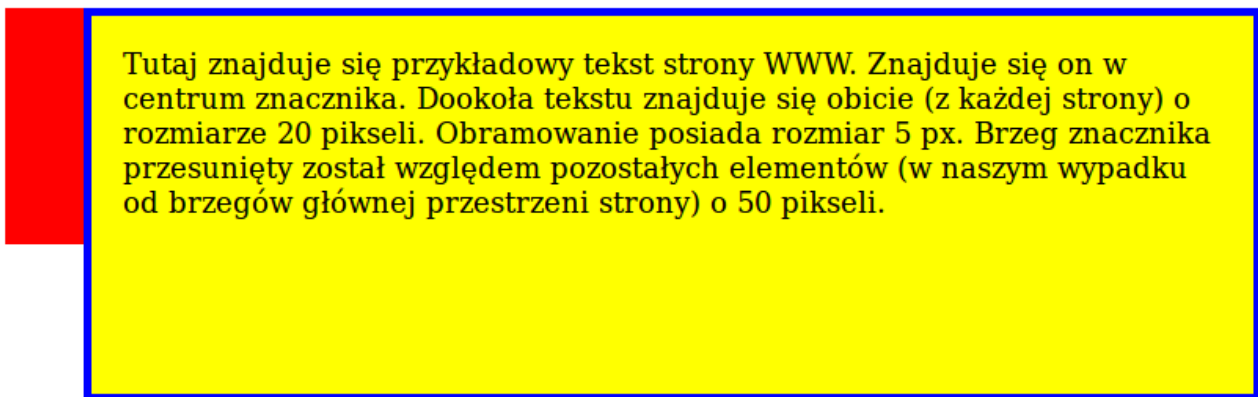 Tutaj znajduje się przykładowy tekst strony WWW. Znajduje się on w
centrum znacznika. Dookoła tekstu znajduje się obicie (z każdej strony) o
rozmiarze 20 pikseli. Obramowanie posiada rozmiar 5 px. Brzeg znacznika
przesunięty został względem pozostałych elementów (w naszym wypadku
od brzegów głównej przestrzeni strony) o 50 pikseli.